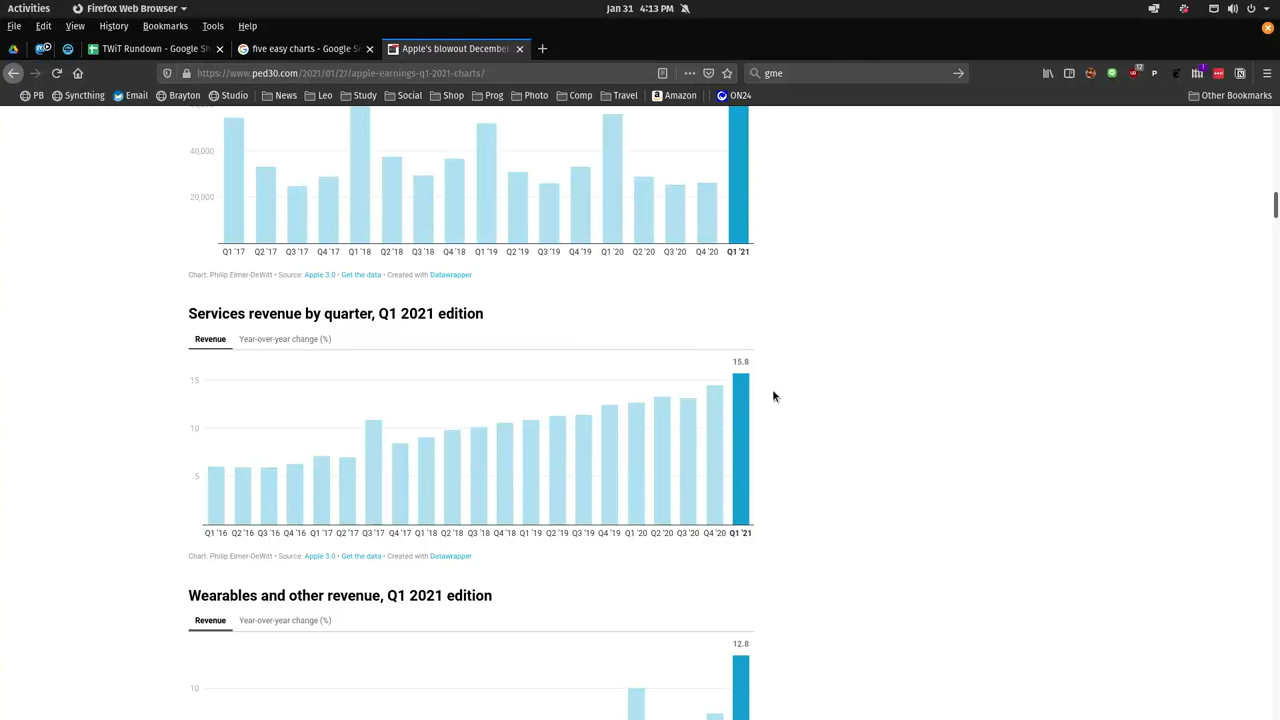 Activities Firefox Web Browser Jan 31 4:13 PM
File Edit View History Bookmarks Tools Help
TWiT Rundown - Google Sh five easy charts - Google Se Apple's blowout December
https://www.ped30.com/2021/01/27/apple-earnings-q1-2021-charts/ gme 12 P 1
PB Syncthing Email Brayton Studio News Leo Study Social Shop Prog Photo Comp Travel Amazon ON24 Other Bookmarks
40,000
20,000
Q1 '17 Q2 '17 Q3 '17 Q4 '17 Q1 '18 Q2 '18 Q3 '18 Q4 '18 Q1 '19 Q2 '19 Q3 '19 Q4 '19 Q1 '20 Q2 '20 Q3 '20 Q4 '20 Q1 '21
Chart: Philip Elmer-DeWitt • Source: Apple 3.0 • Get the data • Created with Datawrapper
Services revenue by quarter, Q1 2021 edition
Revenue Year-over-year change (%)
15.8
15
10
5
Q1 '16 Q2 '16 Q3 '16 Q4 '16 Q1 '17 Q2 '17 Q3 '17 Q4 '17 Q1 '18 Q2 '18 Q3 '18 Q4 '18 Q1 '19 Q2 '19 Q3 '19 Q4 '19 Q1 '20 Q2 '20 Q3 '20 Q4 '20 Q1 '21
Chart: Philip Elmer-DeWitt • Source: Apple 3.0 • Get the data • Created with Datawrapper
Wearables and other revenue, Q1 2021 edition
Revenue Year-over-year change (%)
12.8
10